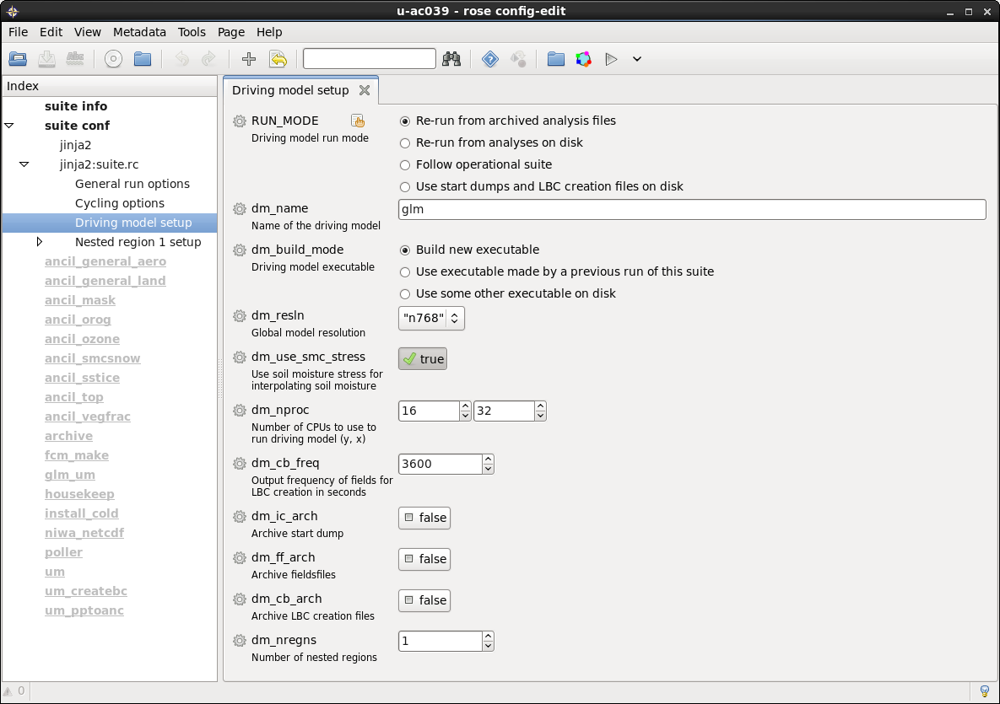 u-ac039 - rose config-edit
File Edit View Metadata Tools Page Help
Abc
Index
suite info
suite conf
jinja2
jinja2:suite.rc
General run options
Cycling options
Driving model setup
Nested region 1 setup
ancil_general_aero
ancil_general_land
ancil_mask
ancil_orog
ancil_ozone
ancil_smcsnow
ancil_sstice
ancil_top
ancil_vegfrac
archive
fcm_make
glm_um
housekeep
install_cold
niwa_netcdf
poller
um
um_createbc
um_pptoanc
Driving model setup
RUN_MODE
Driving model run mode
Re-run from archived analysis files
Re-run from analyses on disk
Follow operational suite
Use start dumps and LBC creation files on disk
dm_name
Name of the driving model
glm
dm_build_mode
Driving model executable
Build new executable
Use executable made by a previous run of this suite
Use some other executable on disk
dm_resln
Global model resolution
"n768"
dm_use_smc_stress
Use soil moisture stress for
interpolating soil moisture
true
dm_nproc
Number of CPUs to use to
run driving model (y, x)
16 32
dm_cb_freq
Output frequency of fields for
LBC creation in seconds
3600
dm_ic_arch
Archive start dump
false
dm_ff_arch
Archive fieldsfiles
false
dm_cb_arch
Archive LBC creation files
false
dm_nregns
Number of nested regions
1
0